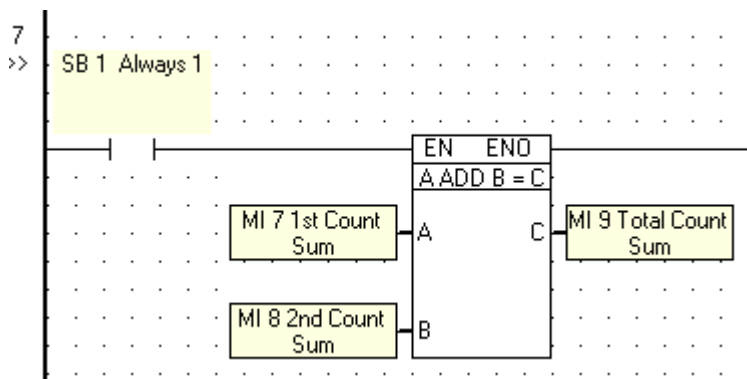 7
>> SB 1 Always 1
EN ENO
A ADD B = C
MI 7 1st Count
Sum
A C
MI 9 Total Count
Sum
MI 8 2nd Count
Sum
B